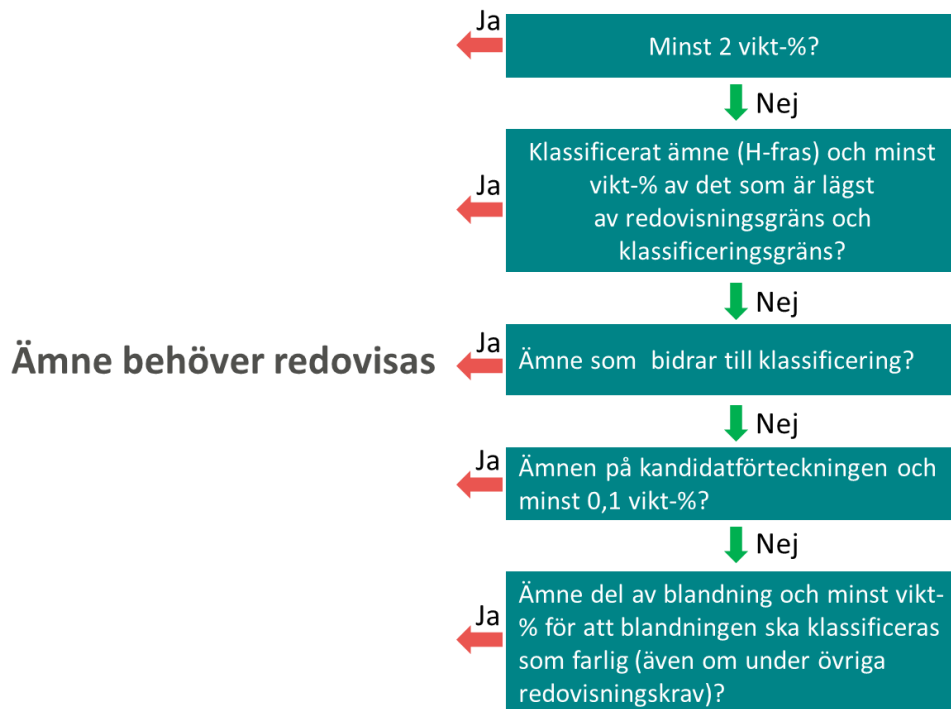 Ja
Minst 2 vikt-%?
Nej
Klassificerat ämne (H-fras) och minst
Ja
vikt-% av det som är lägst
av redovisningsgräns och
klassificeringsgräns?
Nej
Ämne behöver redovisas
Ja
Ämne som  bidrar till klassificering?
Nej
Ja
Ämnen på kandidatförteckningen och
minst 0,1 vikt-%?
Nej
Ämne del av blandning och minst vikt-
Ja
% för att blandningen ska klassificeras
som farlig (även om under övriga
redovisningskrav)?